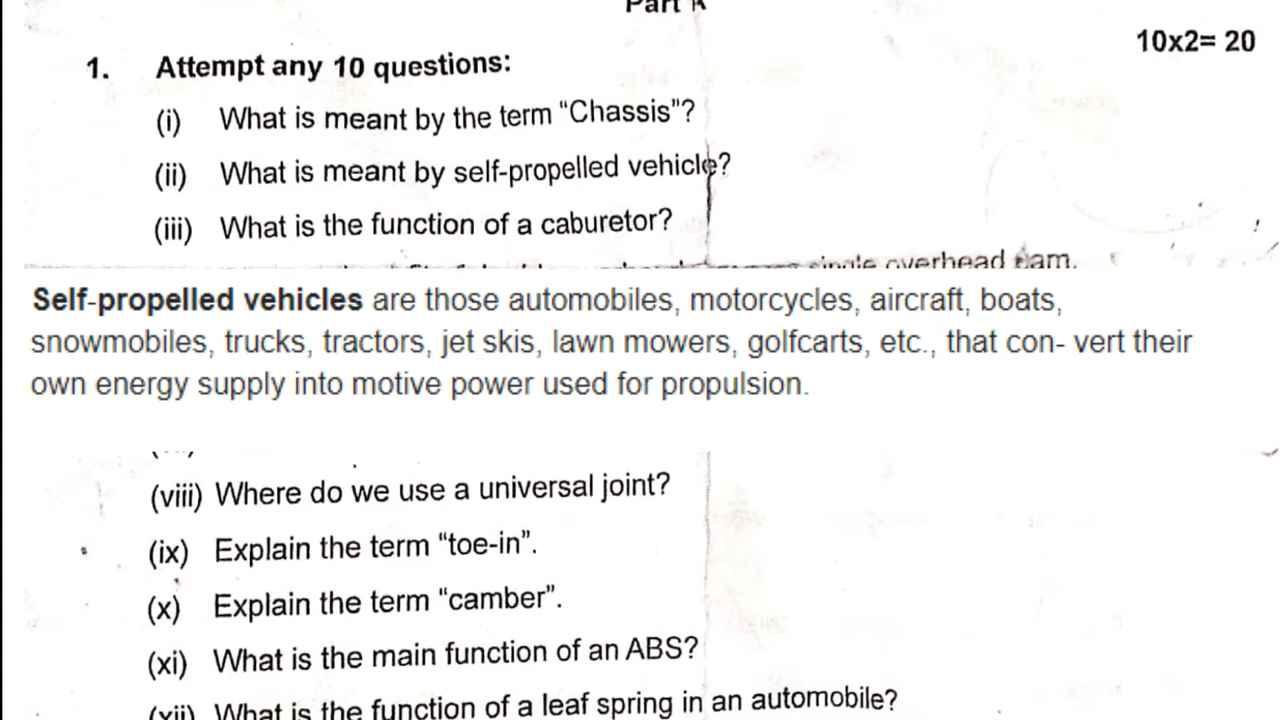 Part A
10x2= 20
1. Attempt any 10 questions:
(i) What is meant by the term “Chassis”?
(ii) What is meant by self-propelled vehicle?
(iii) What is the function of a caburetor?
single overhead cam.
Self-propelled vehicles are those automobiles, motorcycles, aircraft, boats,
snowmobiles, trucks, tractors, jet skis, lawn mowers, golfcarts, etc., that con- vert their
own energy supply into motive power used for propulsion.
(viii) Where do we use a universal joint?
(ix) Explain the term “toe-in”.
(x) Explain the term “camber”.
(xi) What is the main function of an ABS?
(xii) What is the function of a leaf spring in an automobile?